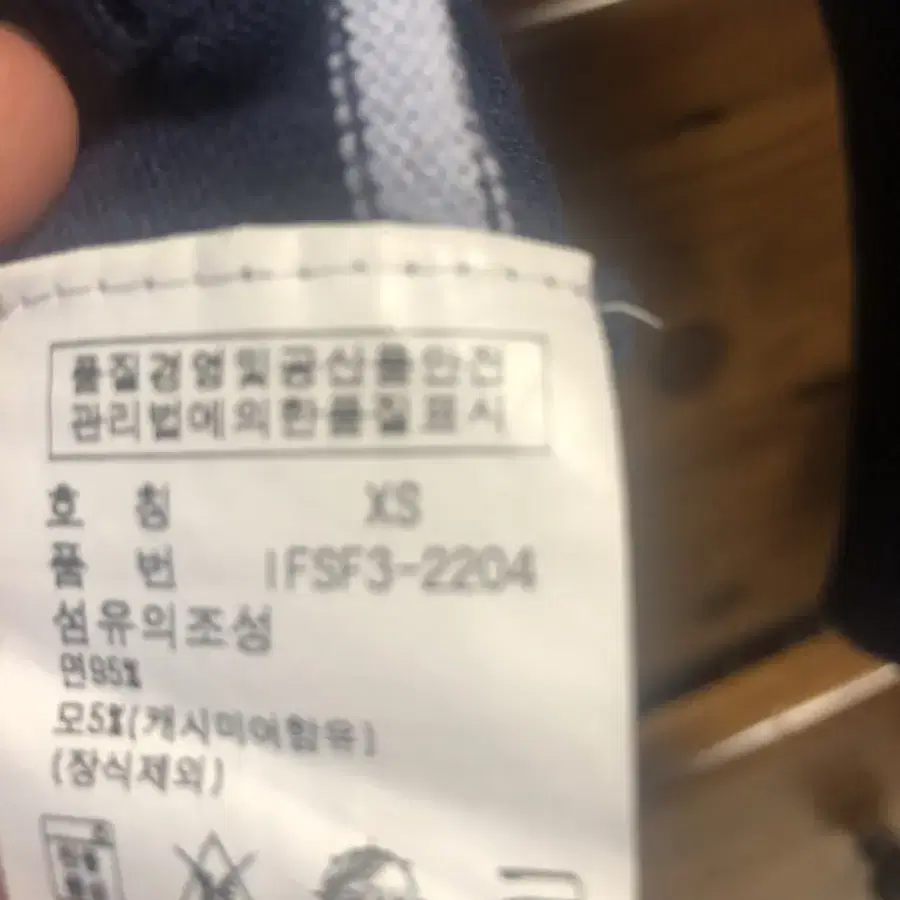 품질경영및공산품안전
관리법에의한품질표시
호 칭 XS
품 번 IFSF3-2204
섬유의조성
면95%
모5%(캐시미어함유)
(장식제외)